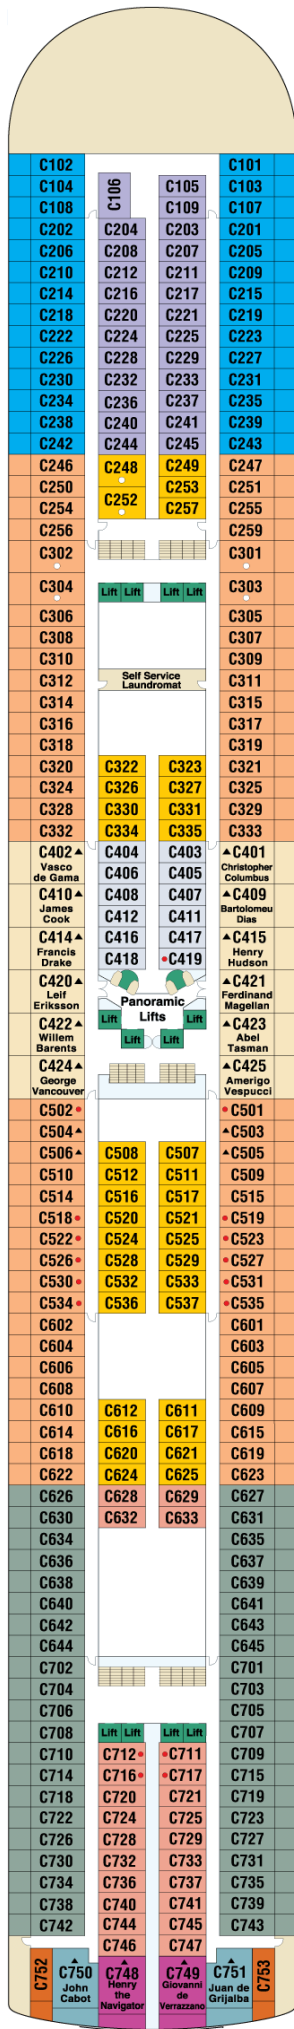 C102 C101
C104 C106 C105 C103
C108 C109 C107
C202 C204 C203 C201
C206 C208 C207 C205
C210 C212 C211 C209
C214 C216 C217 C215
C218 C220 C221 C219
C222 C224 C225 C223
C226 C228 C229 C227
C230 C232 C233 C231
C234 C236 C237 C235
C238 C240 C241 C239
C242 C244 C245 C243
C246 C248 C249 C247
C250 C253 C251
C254 C252 C257 C255
C256 C259
C302 C301
C304 C303
Lift Lift Lift Lift
C306 C305
C308 C307
C310 C309
C312 Self Service C311
Laundromat
C314 C315
C316 C317
C318 C319
C320 C322 C323 C321
C324 C326 C327 C325
C328 C330 C331 C329
C332 C334 C335 C333
C402 C404 C403 C401
Vasco Christopher
de Gama C406 C405 Columbus
C410 C408 C407 C409
James Bartolomeu
Cook C412 C411 Dias
C414 C416 C417 C415
Francis Henry
Drake C418 C419 Hudson
C420 C421
Leif Panoramic Ferdinand
Eriksson Lifts Magellan
C422 Lift Lift C423
Willem Abel
Barents Lift Lift Tasman
C424 C425
George Amerigo
Vancouver Vespucci
C502 C501
C504 C503
C506 C508 C507 C505
C510 C512 C511 C509
C514 C516 C517 C515
C518 C520 C521 C519
C522 C524 C525 C523
C526 C528 C529 C527
C530 C532 C533 C531
C534 C536 C537 C535
C602 C601
C604 C603
C606 C605
C608 C607
C610 C612 C611 C609
C614 C616 C617 C615
C618 C620 C621 C619
C622 C624 C625 C623
C626 C628 C629 C627
C630 C632 C633 C631
C634 C635
C636 C637
C638 C639
C640 C641
C642 C643
C644 C645
C702 C701
C704 C703
C706 C705
C708 Lift Lift Lift Lift C707
C710 C712 C711 C709
C714 C716 C717 C715
C718 C720 C721 C719
C722 C724 C725 C723
C726 C728 C729 C727
C730 C732 C733 C731
C734 C736 C737 C735
C738 C740 C741 C739
C742 C744 C745 C743
C746 C747
C752 C750 C748 C749 C751 C753
John Henry Giovanni Juan de
Cabot the de Grijalba
Navigator Verrazzano